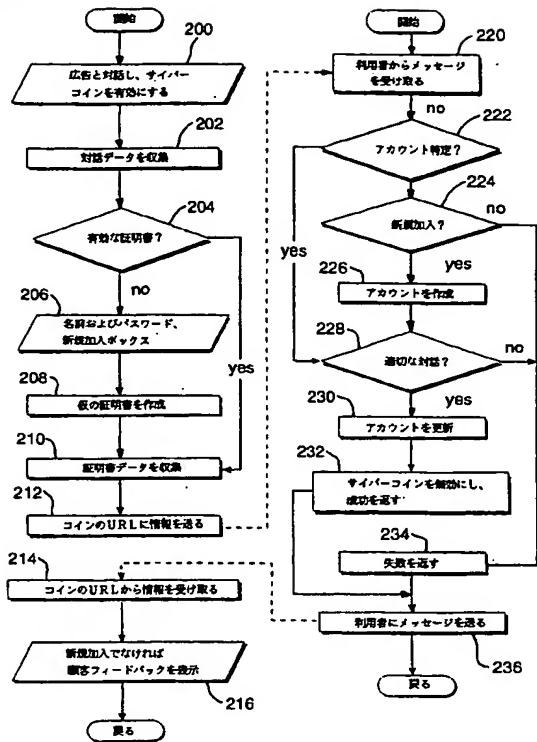 開始
200
広告と対話し、サイバー
コインを有効にする
202
対話データを収集
204
有効な証明書?
no
yes
206
名前およびパスワード、
新規加入ボックス
208
仮の証明書を作成
210
証明書データを収集
212
コインのURLに情報を送る
214
コインのURLから情報を受け取る
新規加入でなければ
顧客フィードバックを表示
216
戻る
開始
220
利用者からメッセージ
を受け取る
no
222
アカウント特定?
224
新規加入?
no
yes
yes
226
アカウントを作成
228
適切な対話?
no
yes
230
アカウントを更新
232
サイバーコインを無効にし、
成功を返す
234
失敗を返す
利用者にメッセージを送る
236
戻る